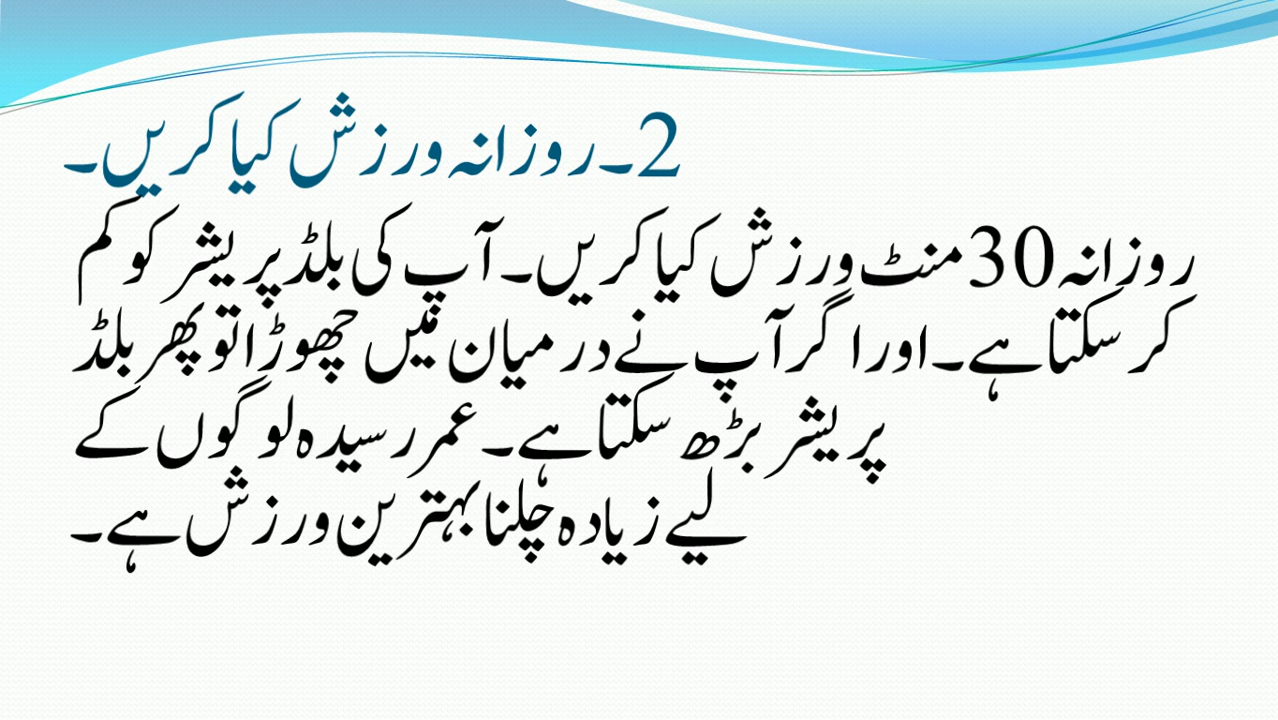 2۔روزانہ ورزش کیا کریں۔
روزانہ 30 منٹ ورزش کیا کریں۔ آپ کی بلڈ پریشر کو کم
کر سکتا ہے۔ اور اگر آپ نے درمیان میں چھوڑا تو پھر بلڈ
پریشر بڑھ سکتا ہے۔ عمر رسیدہ لوگوں کے
لیے زیادہ چلنا بہترین ورزش ہے۔